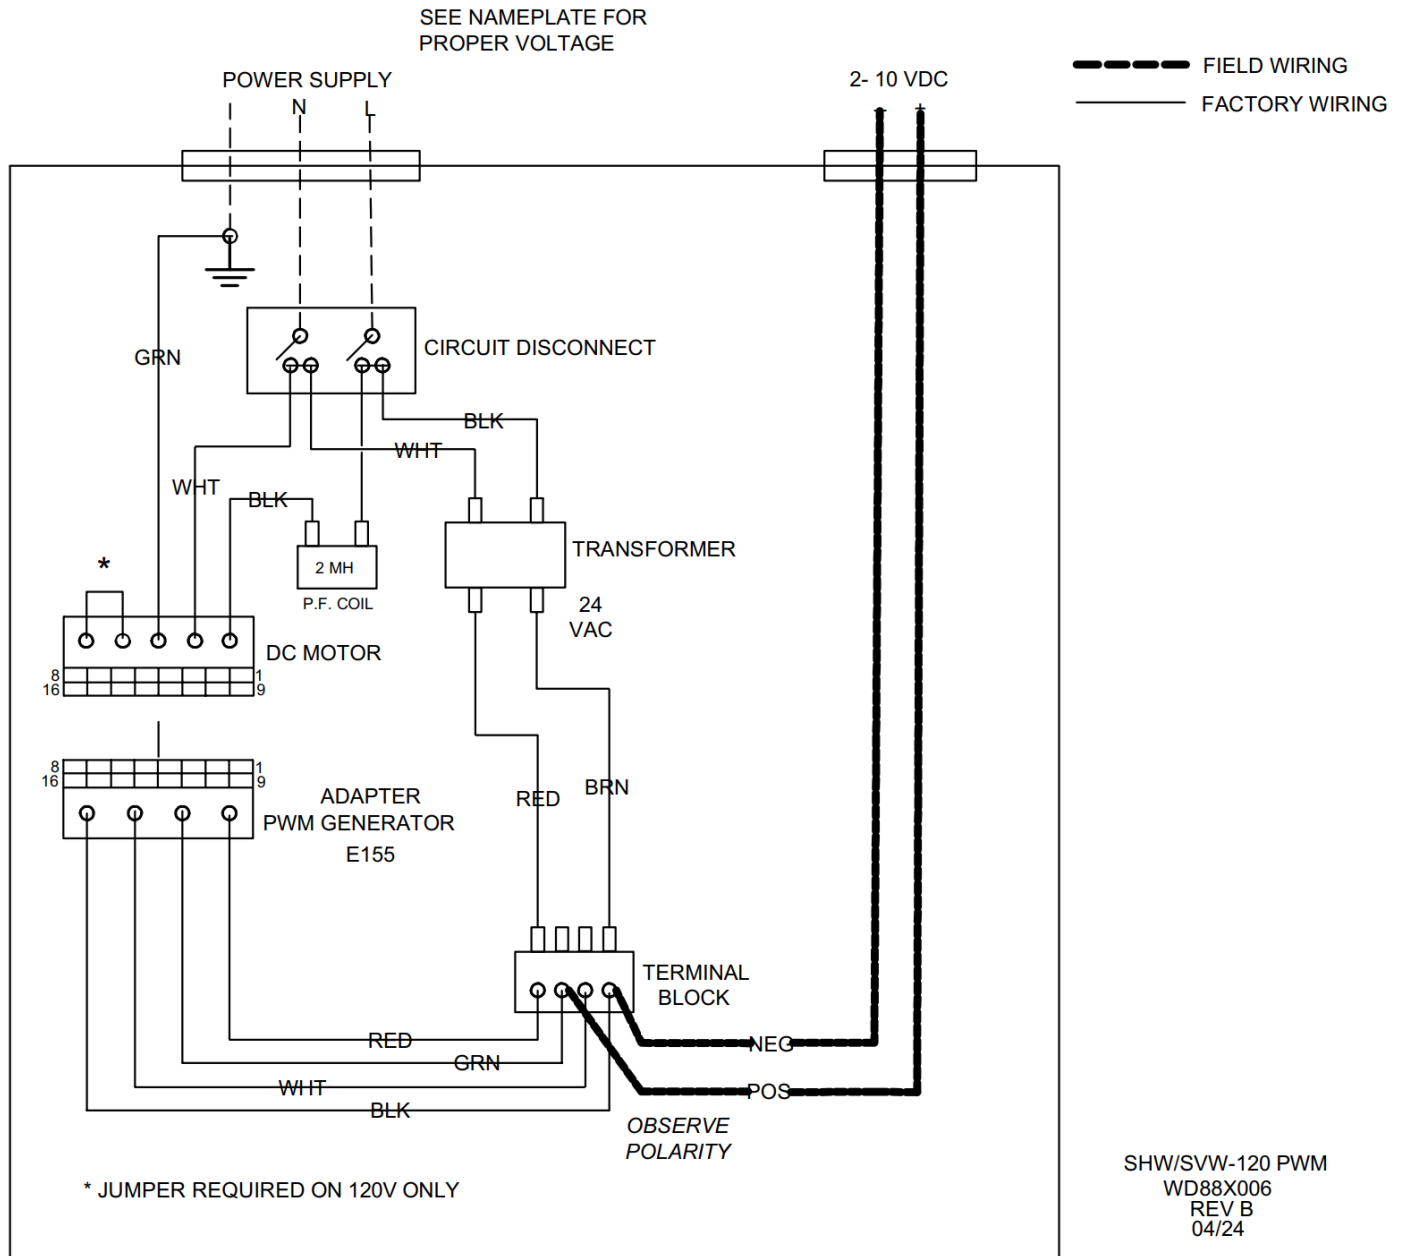 SEE NAMEPLATE FOR
PROPER VOLTAGE
POWER SUPPLY
N
L
2- 10 VDC
-
+
FIELD WIRING
FACTORY WIRING
GRN
CIRCUIT DISCONNECT
BLK
WHT
WHT
BLK
*
2 MH
P.F. COIL
TRANSFORMER
24
VAC
DC MOTOR
8
1
16
9
8
1
16
9
ADAPTER
PWM GENERATOR
E155
RED
BRN
TERMINAL
BLOCK
RED
NEG
GRN
WHT
POS
BLK
OBSERVE
POLARITY
* JUMPER REQUIRED ON 120V ONLY
SHW/SVW-120 PWM
WD88X006
REV B
04/24